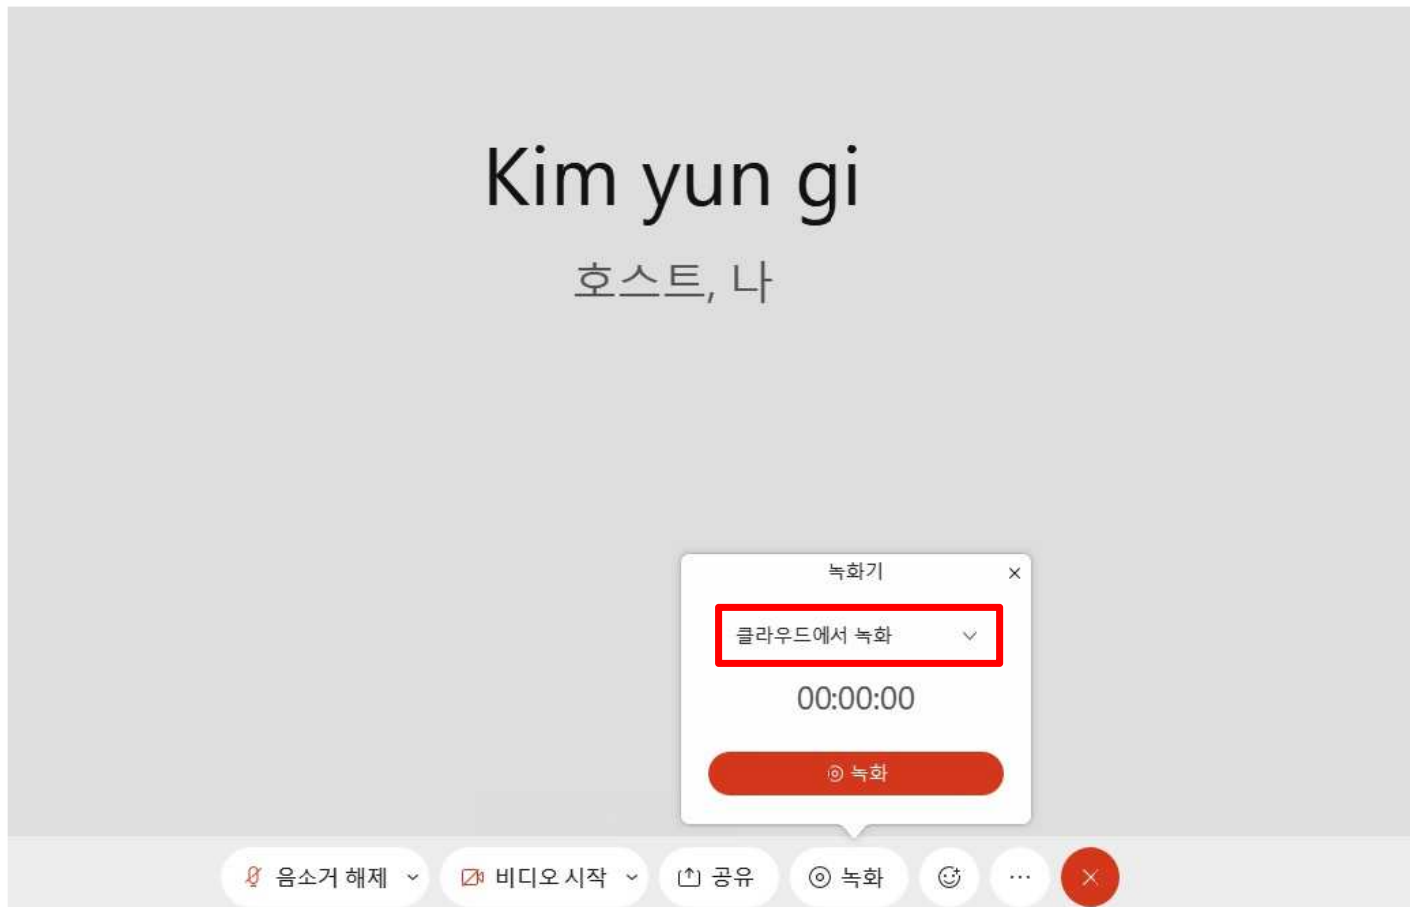 Kim yun gi
호스트, 나
녹화기
클라우드에서 녹화
00:00:00
녹화
음소거 해제
비디오 시작
공유
녹화